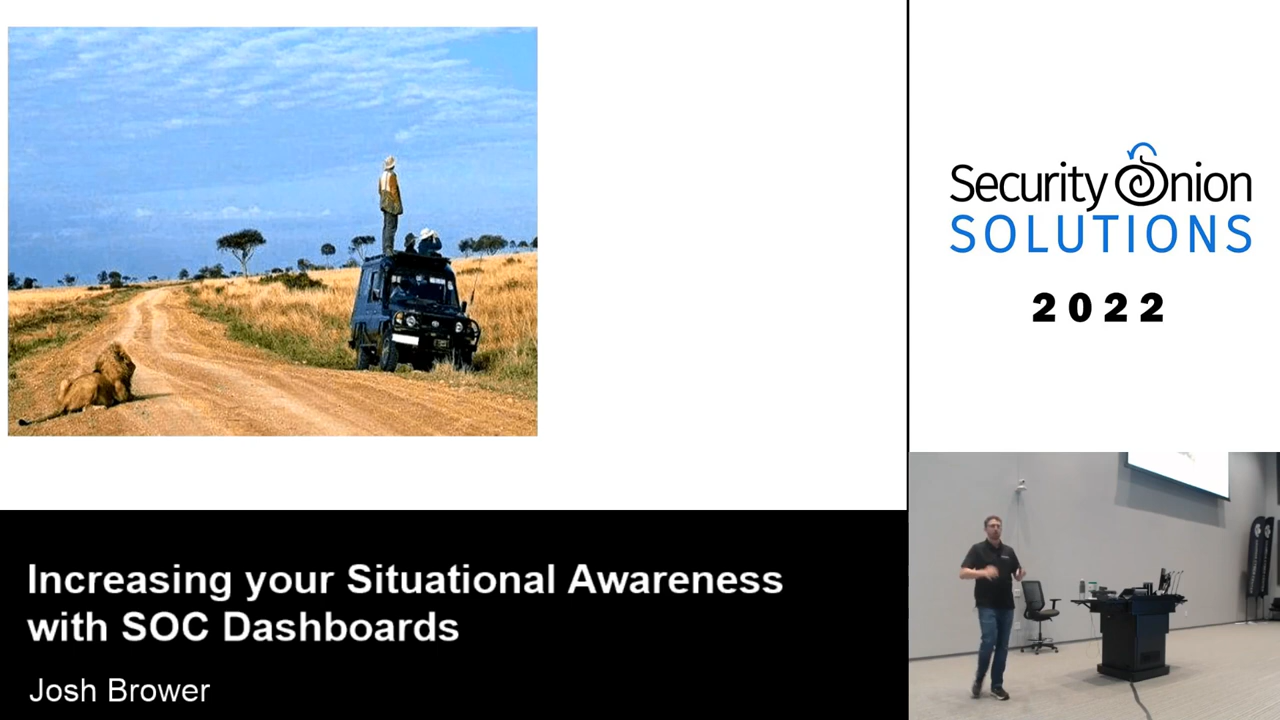 Security Onion
SOLUTIONS
2022
Increasing your Situational Awareness
with SOC Dashboards
Josh Brower